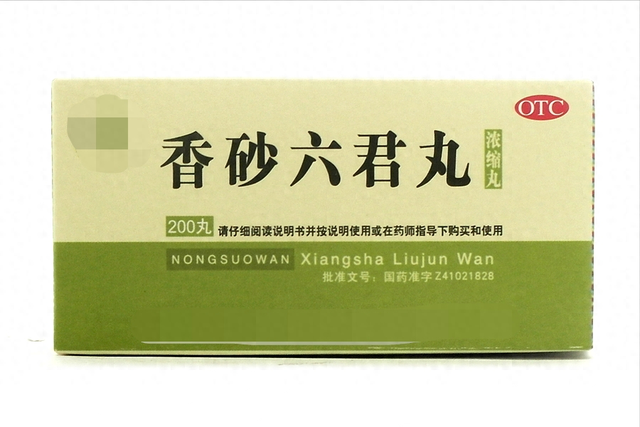 OTC
香砂六君丸
浓缩丸
200丸 请仔细阅读说明书并按说明使用或在药师指导下购买和使用
NONGSUOWAN Xiangsha Liujun Wan
批准文号：国药准字Z41021828